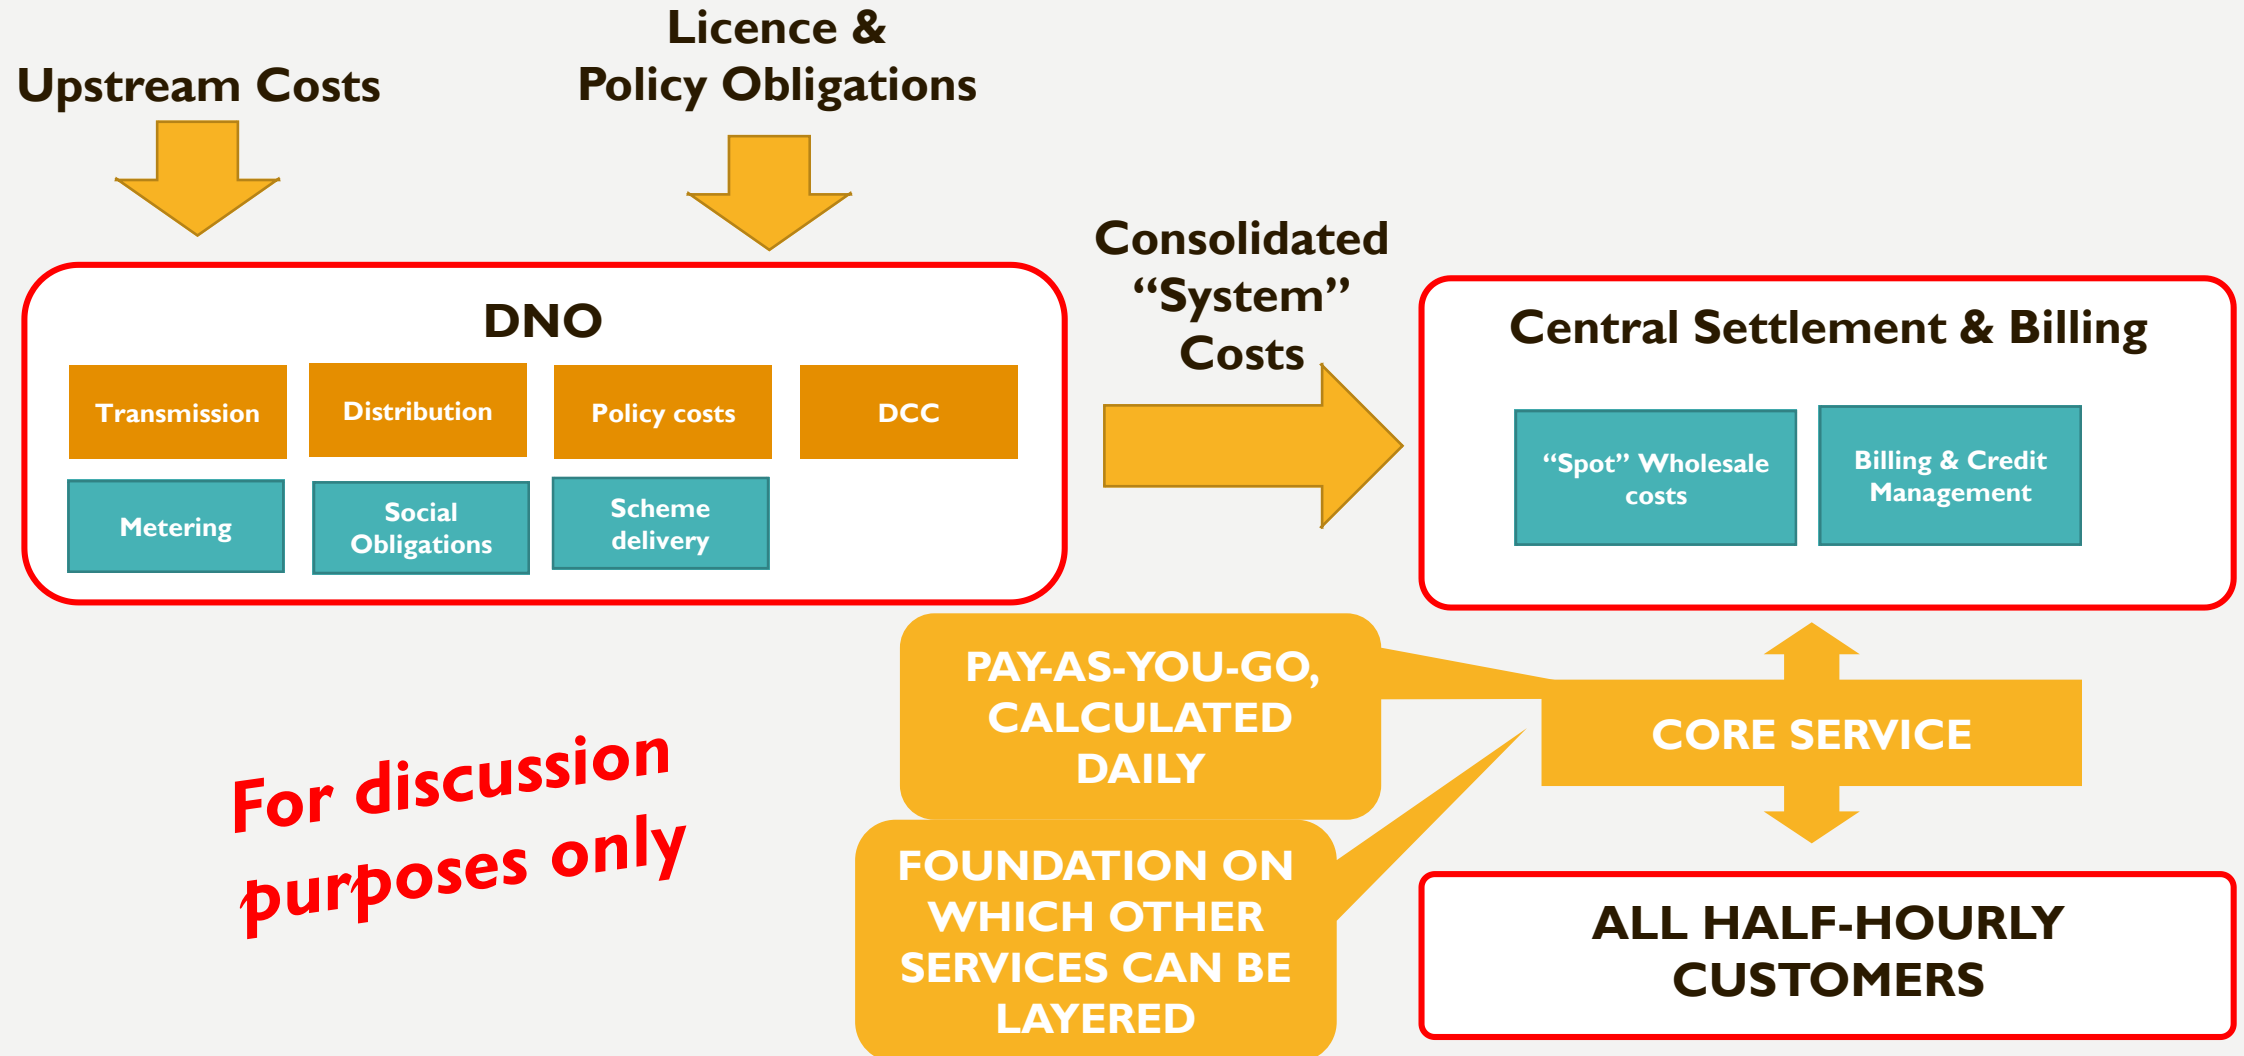 Upstream Costs
Licence &
Policy Obligations
DNO
Transmission
Distribution
Policy costs
DCC
Metering
Social
Obligations
Scheme
delivery
Consolidated
“System”
Costs
Central Settlement & Billing
“Spot” Wholesale
costs
Billing & Credit
Management
PAY-AS-YOU-GO,
CALCULATED
DAILY
CORE SERVICE
For discussion
purposes only
FOUNDATION ON
WHICH OTHER
SERVICES CAN BE
LAYERED
ALL HALF-HOURLY
CUSTOMERS